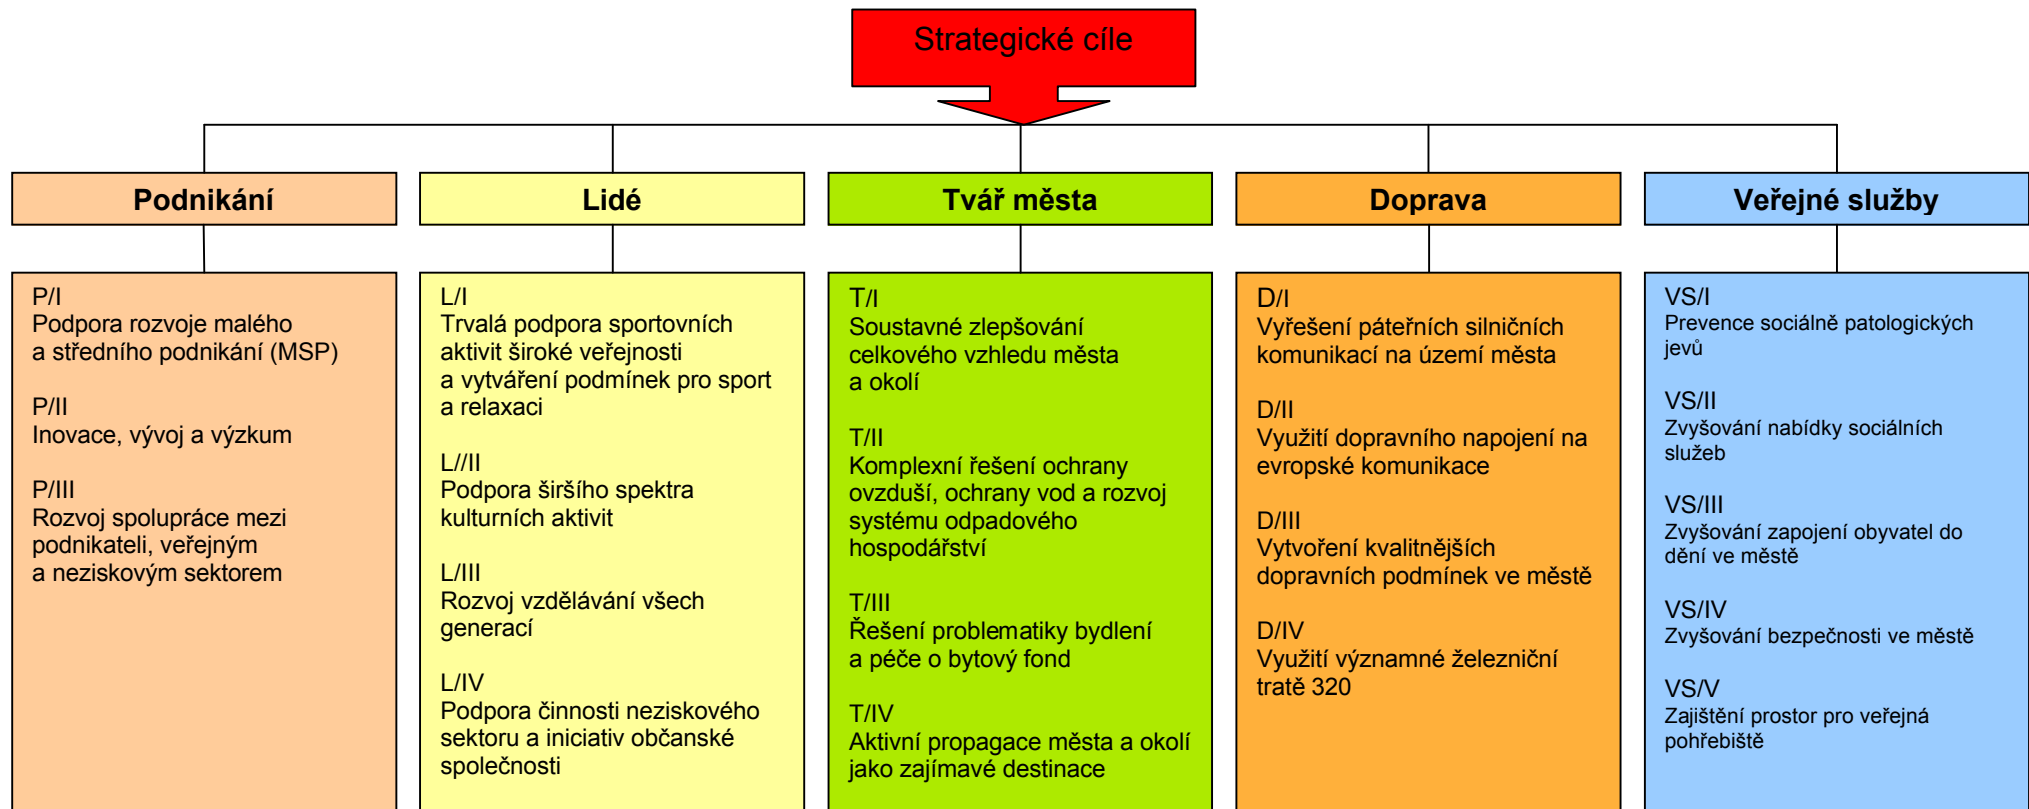 Strategické cíle
Podnikání
P/I
Podpora rozvoje malého
a středního podnikání (MSP)
P/II
Inovace, vývoj a výzkum
P/III
Rozvoj spolupráce mezi
podnikateli, veřejným
a neziskovým sektorem
Lidé
L/I
Trvalá podpora sportovních
aktivit široké veřejnosti
a vytváření podmínek pro sport
a relaxaci
L//II
Podpora širšího spektra
kulturních aktivit
L/III
Rozvoj vzdělávání všech
generací
L/IV
Podpora činnosti neziskového
sektoru a iniciativ občanské
společnosti
Tvář města
T/I
Soustavné zlepšování
celkového vzhledu města
a okolí
T/II
Komplexní řešení ochrany
ovzduší, ochrany vod a rozvoj
systému odpadového
hospodářství
T/III
Řešení problematiky bydlení
a péče o bytový fond
T/IV
Aktivní propagace města a okolí
jako zajímavé destinace
Doprava
D/I
Vyřešení páteřních silničních
komunikací na území města
D/II
Využití dopravního napojení na
evropské komunikace
D/III
Vytvoření kvalitnějších
dopravních podmínek ve městě
D/IV
Využití významné železniční
tratě 320
Veřejné služby
VS/I
Prevence sociálně patologických
jevů
VS/II
Zvyšování nabídky sociálních
služeb
VS/III
Zvyšování zapojení obyvatel do
dění ve městě
VS/IV
Zvyšování bezpečnosti ve městě
VS/V
Zajištění prostor pro veřejná
pohřebiště